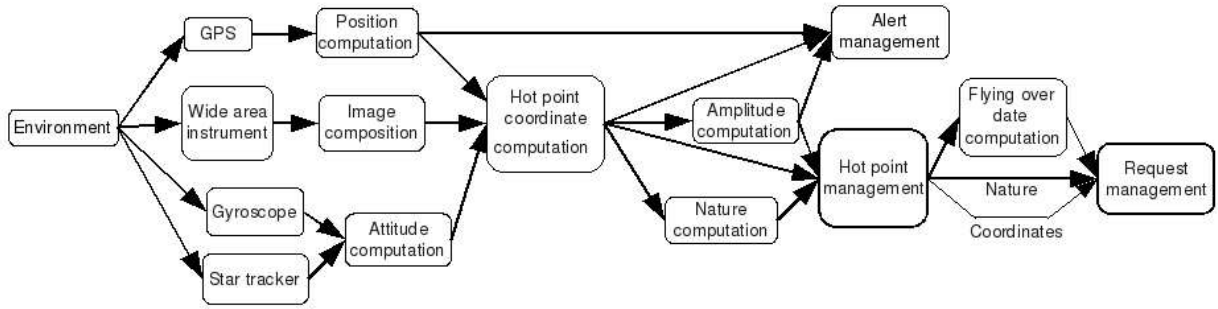 Environment
GPS
Position
computation
Wide area
instrument
Image
composition
Gyroscope
Star tracker
Attitude
computation
Hot point
coordinate
computation
Alert
management
Amplitude
computation
Nature
computation
Hot point
management
Flying over
date
computation
Nature
Coordinates
Request
management